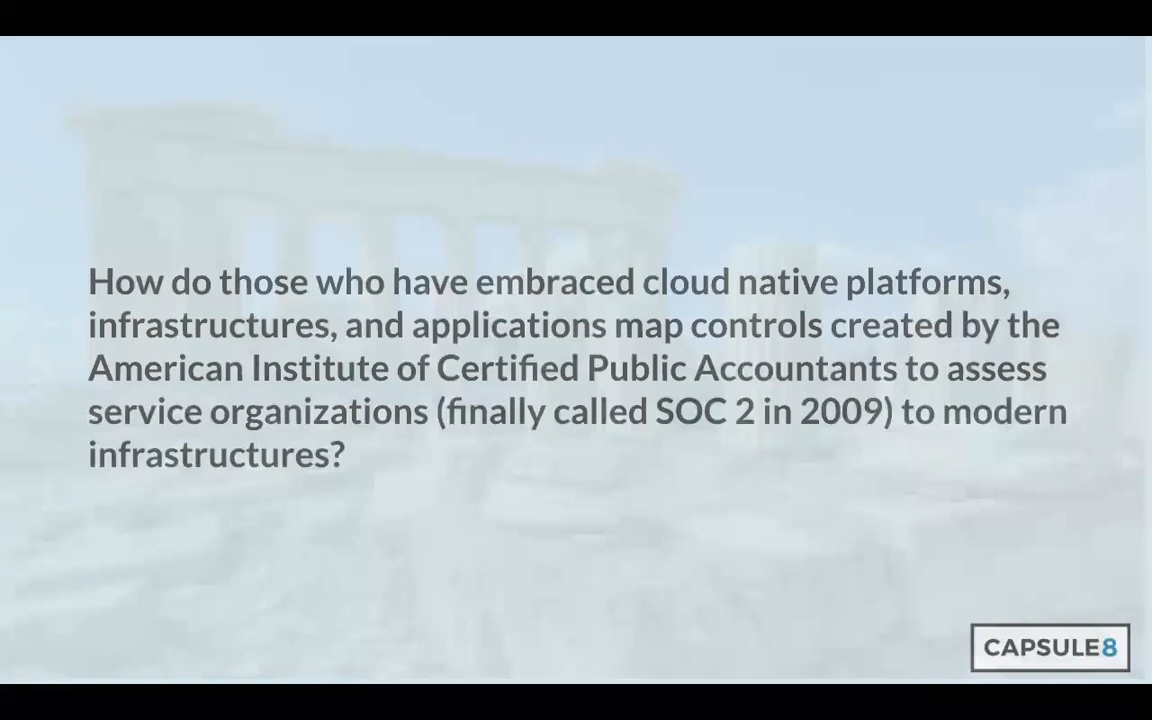 How do those who have embraced cloud native platforms,
infrastructures, and applications map controls created by the
American Institute of Certified Public Accountants to assess
service organizations (finally called SOC 2 in 2009) to modern
infrastructures?
CAPSULE8